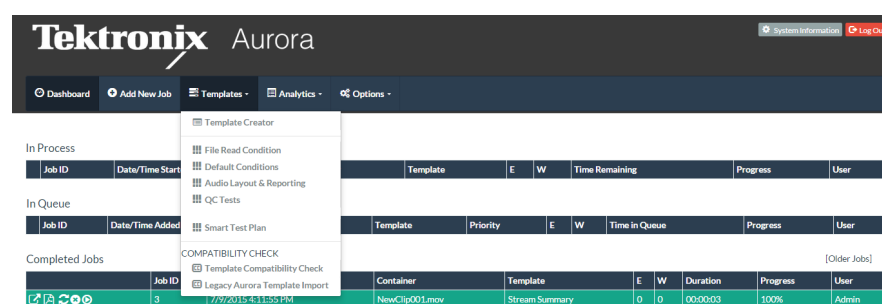 Tektronix Aurora
System Information Log Ou
Dashboard Add New Job Templates Analytics Options
Template Creator
In Process
File Read Condition
Job ID Date/Time Start Template E W Time Remaining Progress User
Default Conditions
Audio Layout & Reporting
In Queue
QC Tests
Job ID Date/Time Added Template Priority E W Time in Queue Progress User
Smart Test Plan
COMPATIBILITY CHECK
Completed Jobs [Older Jobs]
Template Compatibility Check
Job ID Container Template E W Duration Progress User
Legacy Aurora Template Import
3 7/9/2015 4:11:55 PM NewClip001.mov Stream Summary 0 0 00:00:03 100% Admin